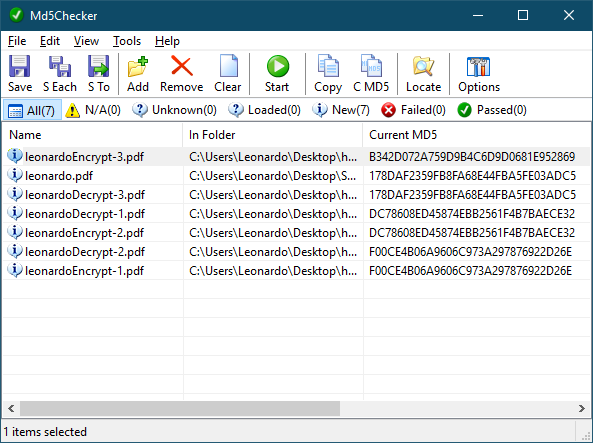 Md5Checker
File Edit View Tools Help
Save S Each S To Add Remove Clear Start Copy C MD5 Locate Options
All(7) N/A(0) Unknown(0) Loaded(0) New(7) Failed(0) Passed(0)
Name In Folder Current MD5
leonardoEncrypt-3.pdf C:\Users\Leonardo\Desktop\h... B342D072A759D9B4C6D9D0681E952869
leonardo.pdf C:\Users\Leonardo\Desktop\S... 178DAF2359FB8FA68E44FBA5FE03ADC5
leonardoDecrypt-3.pdf C:\Users\Leonardo\Desktop\h... 178DAF2359FB8FA68E44FBA5FE03ADC5
leonardoDecrypt-1.pdf C:\Users\Leonardo\Desktop\h... DC78608ED45874EBB2561F4B7BAECE32
leonardoEncrypt-2.pdf C:\Users\Leonardo\Desktop\h... DC78608ED45874EBB2561F4B7BAECE32
leonardoDecrypt-2.pdf C:\Users\Leonardo\Desktop\h... F00CE4B06A9606C973A297876922D26E
leonardoEncrypt-1.pdf C:\Users\Leonardo\Desktop\h... F00CE4B06A9606C973A297876922D26E
1 items selected